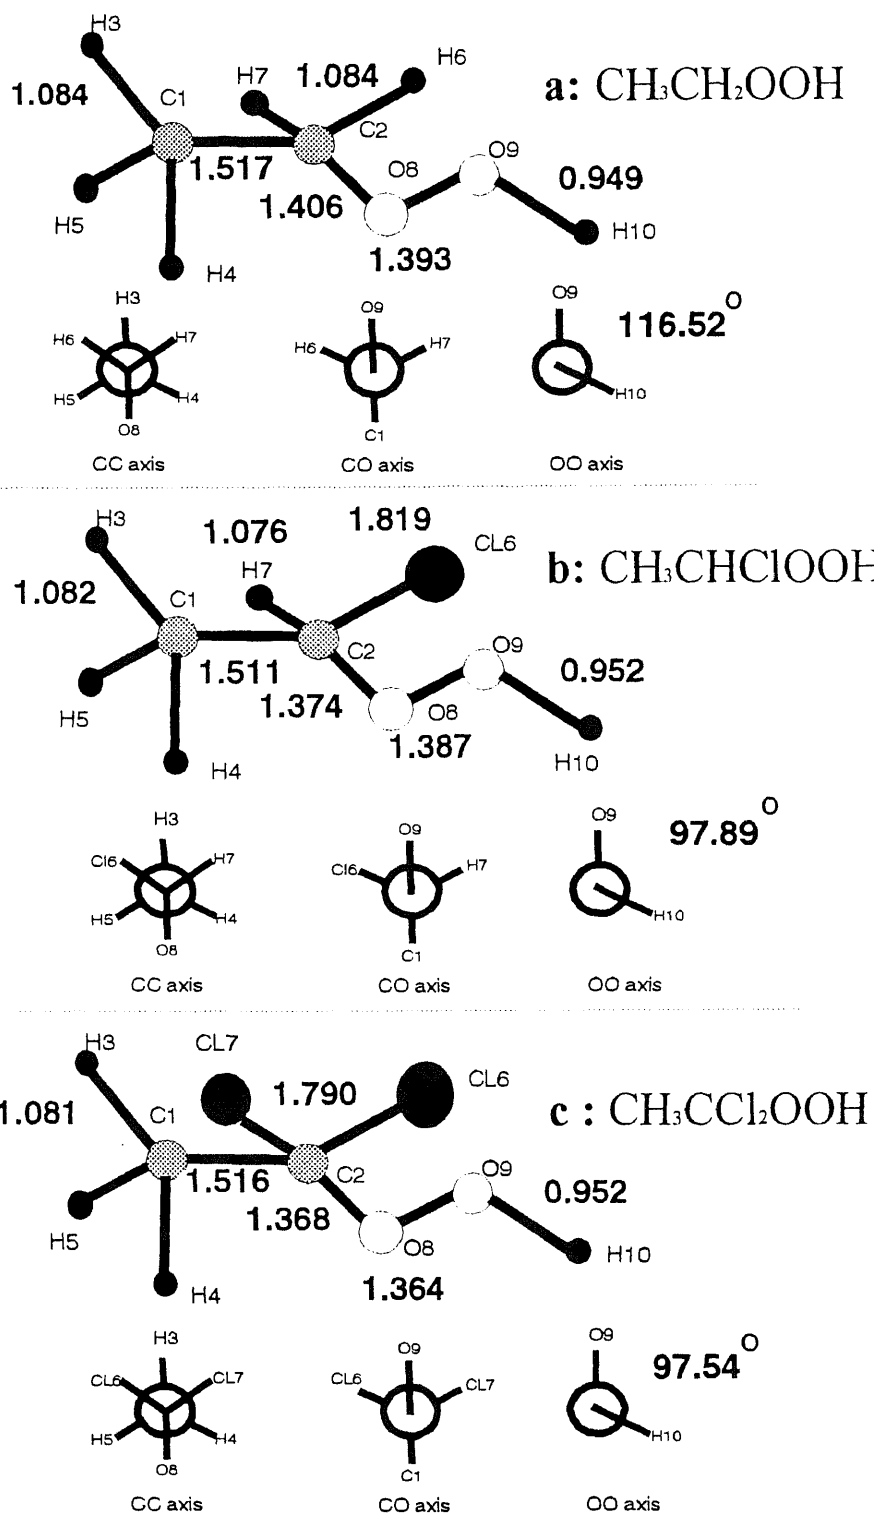 H3
H6
H7
1.084
a: CH₃CH₂OOH
1.084
C1
C2
O9
1.517
O8
0.949
1.406
H5
H10
1.393
H4
H3
O9
O9
116.52°
H6
H7
H6
H7
H5
H4
H10
O8
C1
CC axis
CO axis
OO axis
H3
1.076
1.819
CL6
H7
b: CH₃CHClOOH
1.082
C1
C2
O9
1.511
0.952
1.374
O8
H5
1.387
H10
H4
H3
O9
O9
97.89°
Cl6
H7
Cl6
H7
H5
H4
H10
O8
C1
CC axis
CO axis
OO axis
H3
CL7
CL6
1.790
1.081
C1
c : CH₃CCl₂OOH
C2
O9
1.516
0.952
1.368
H5
O8
H10
1.364
H4
H3
O9
O9
97.54°
CL6
CL7
CL6
CL7
H5
H4
H10
O8
C1
CC axis
CO axis
OO axis